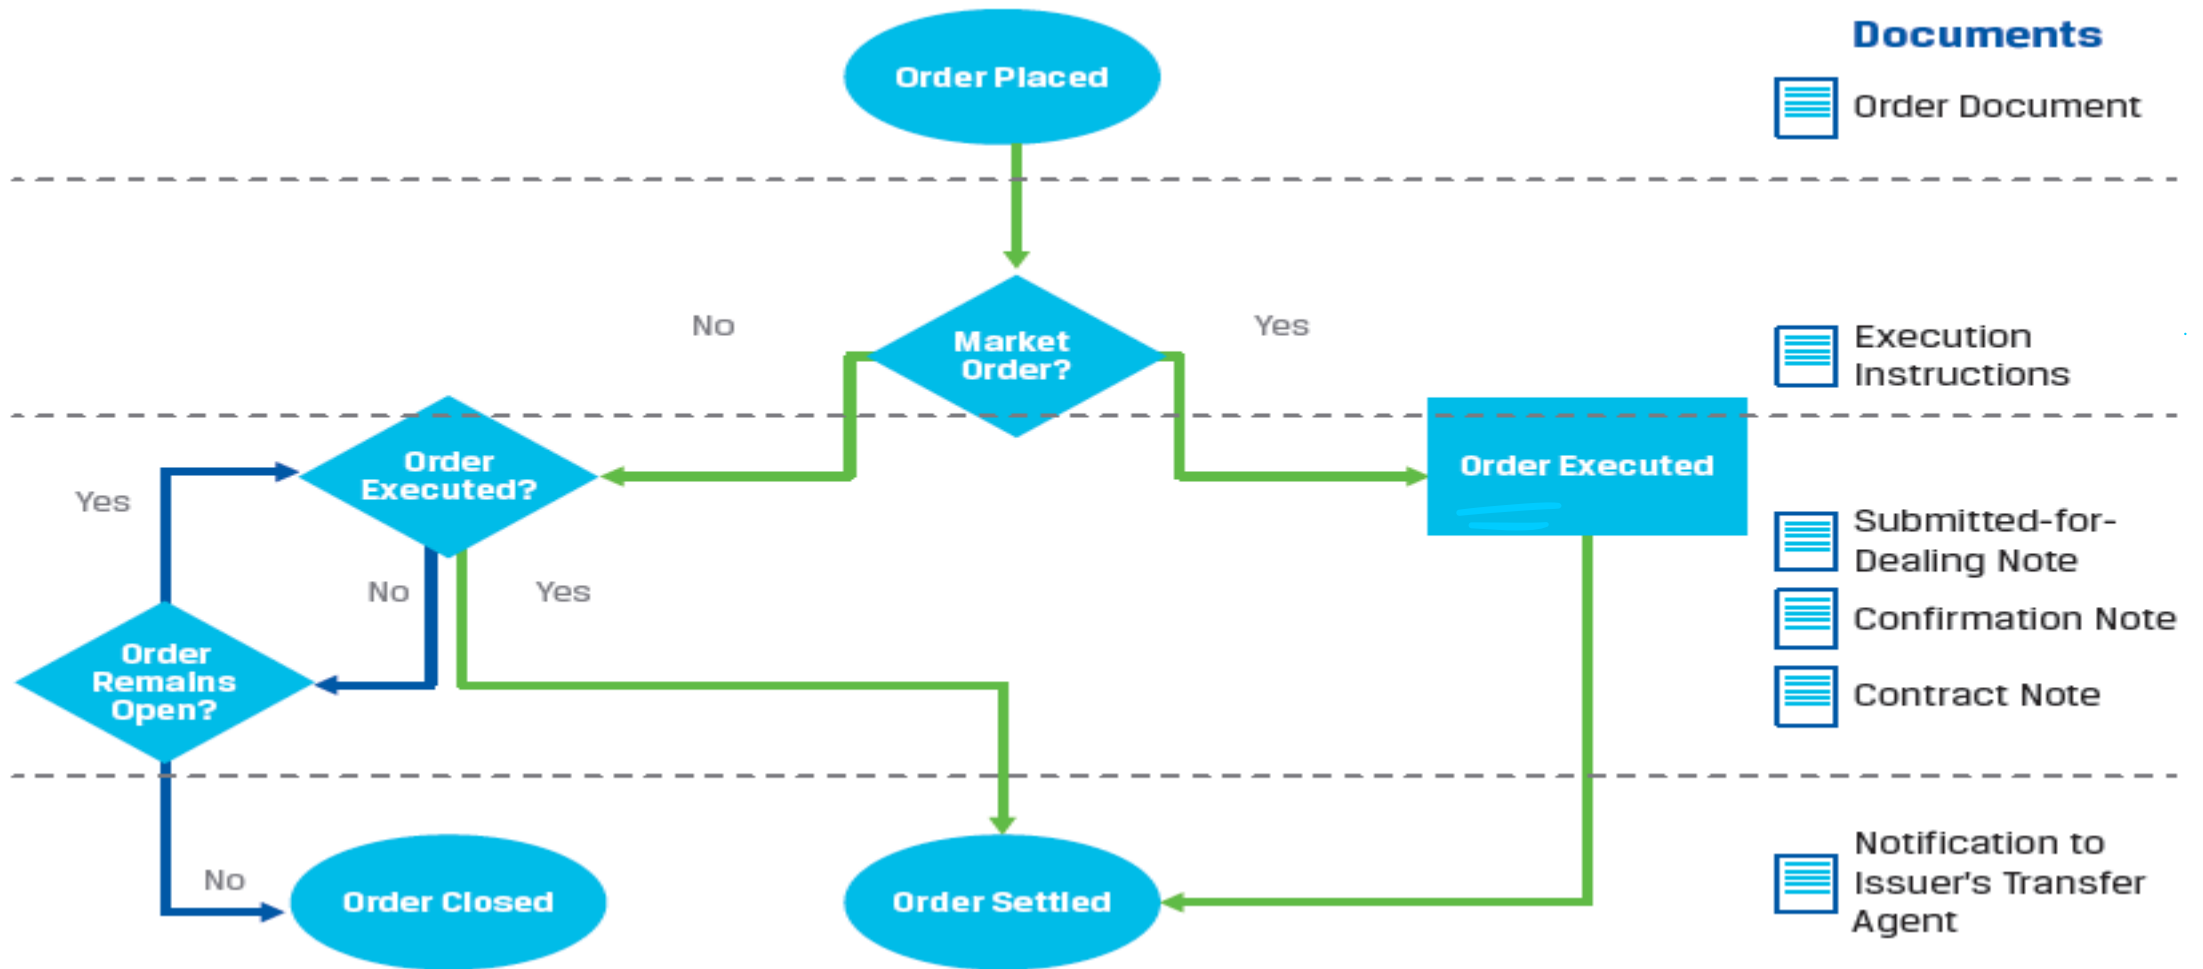 Documents
Order Placed
Order Document
No
Yes
Market
Order?
Execution
Instructions
Order
Executed?
Order Executed
Yes
Submitted-for-
Dealing Note
No
Yes
Confirmation Note
Order
Remains
Open?
Contract Note
No
Order Closed
Order Settled
Notification to
Issuer's Transfer
Agent